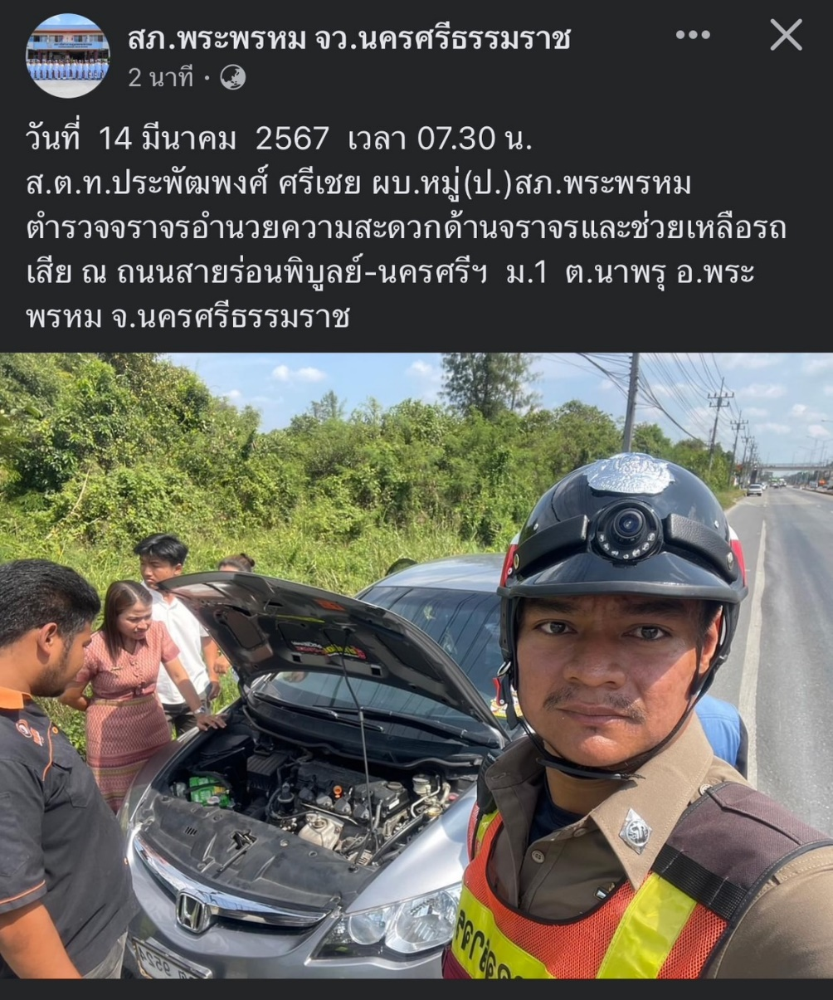 สภ.พระพรหม จว.นครศรีธรรมราช
2 นาที ·
วันที่ 14 มีนาคม 2567 เวลา 07.30 น.
ส.ต.ท.ประพัฒพงศ์ ศรีเชย ผบ.หมู่(ป.)สภ.พระพรหม
ตำรวจจราจรอำนวยความสะดวกด้านจราจรและช่วยเหลือรถ
เสีย ณ ถนนสายร่อนพิบูลย์-นครศรีฯ ม.1 ต.นาพรุ อ.พระ
พรหม จ.นครศรีธรรมราช